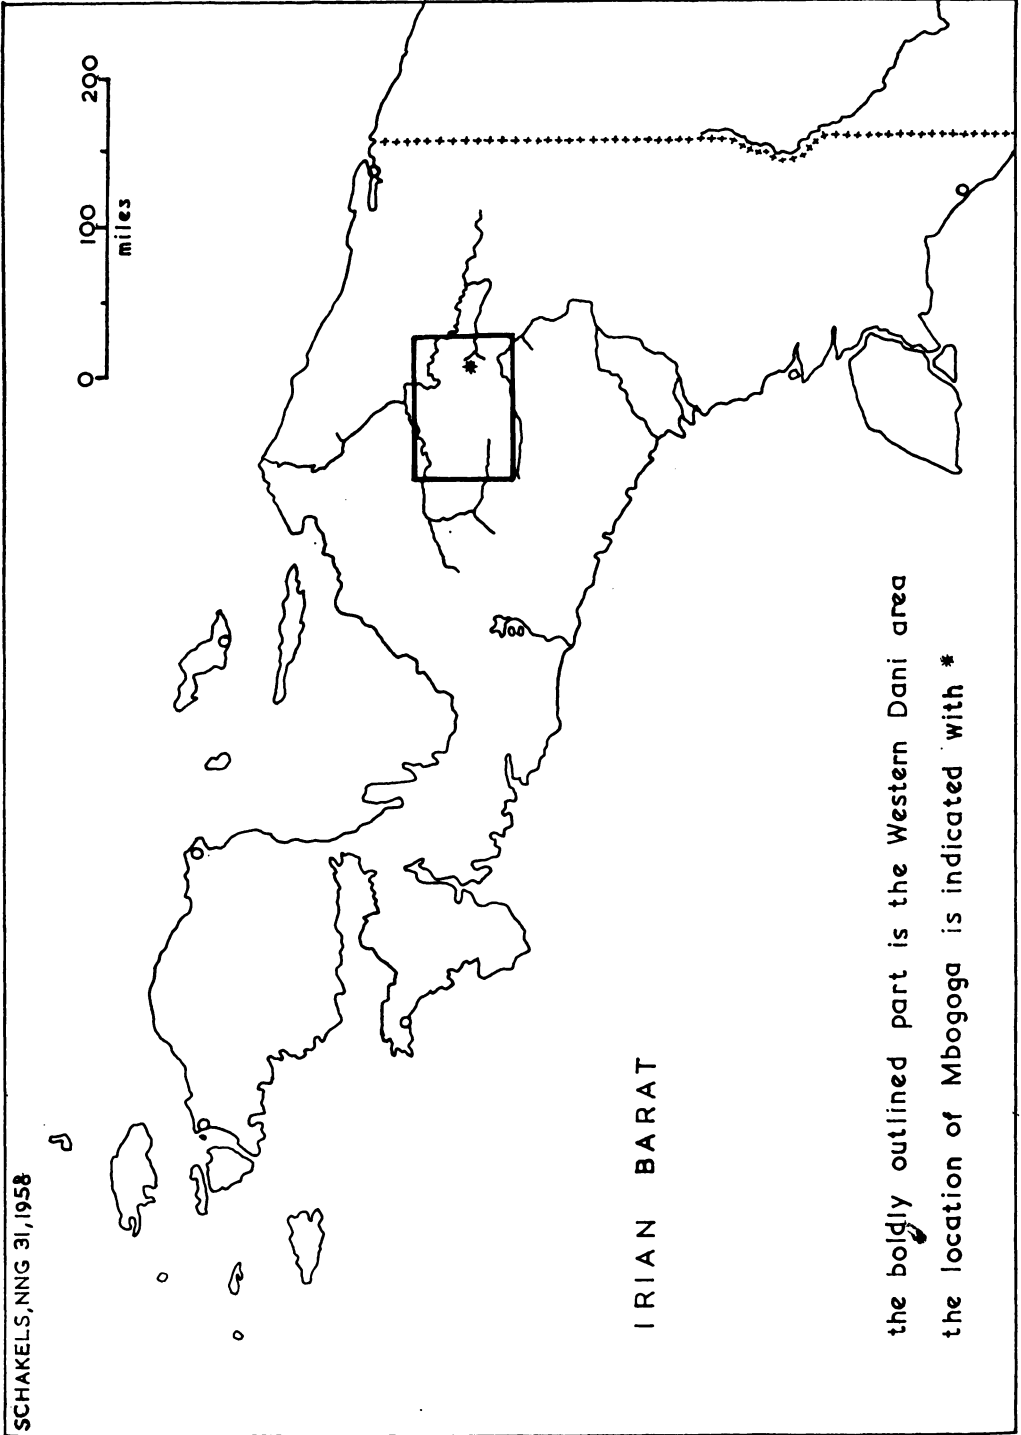 SCHAKELS, NNG 31, 1958
0 100 200
miles
IRIAN BARAT
the boldly outlined part is the Western Dani area
the location of Mbogoga is indicated with *